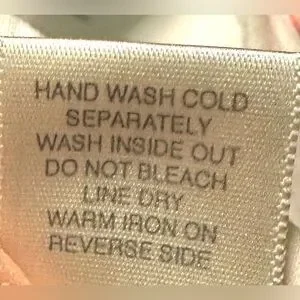 HAND WASH COLD
SEPARATELY
WASH INSIDE OUT
DO NOT BLEACH
LINE DRY
WARM IRON ON
REVERSE SIDE